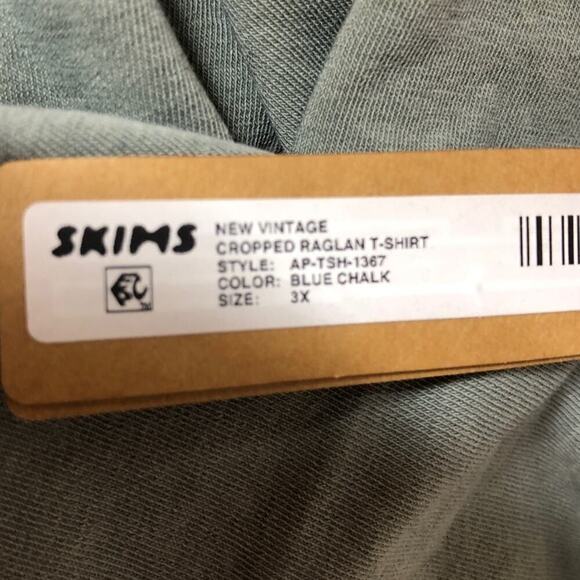 SKIMS
NEW VINTAGE
CROPPED RAGLAN T-SHIRT
STYLE: AP-TSH-1367
COLOR: BLUE CHALK
SIZE: 3X